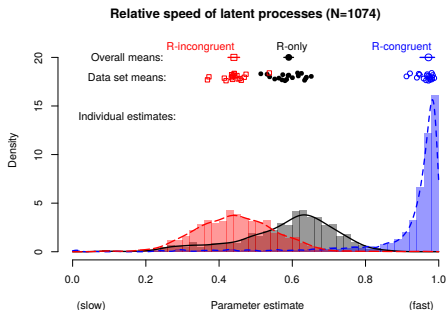 Relative speed of latent processes (N=1074)
R-incongruent R-only R-congruent
Overall means:
Data set means:
Individual estimates:
Density
20
15
10
5
0
0.0 0.2 0.4 0.6 0.8 1.0
(slow) Parameter estimate (fast)